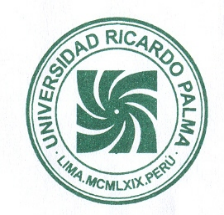 UNIVERSIDAD RICARDO PALMA
· LIMA.MCMLXIX.PERÚ ·